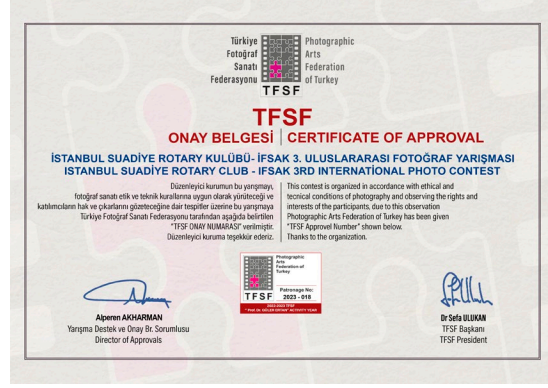 Türkiye
Fotoğraf
Sanatı
Federasyonu
Photographic
Arts
Federation
of Turkey
TFSF
TFSF
ONAY BELGESİ | CERTIFICATE OF APPROVAL
İSTANBUL SUADİYE ROTARY KULÜBÜ- İFSAK 3. ULUSLARARASI FOTOĞRAF YARIŞMASI
ISTANBUL SUADİYE ROTARY CLUB - IFSAK 3RD INTERNATİONAL PHOTO CONTEST
Düzenleyici kurumun bu yarışmayı,
fotoğraf sanatı etik ve teknik kurallarına uygun olarak yürüteceği ve
katılımcıların hak ve çıkarlarını gözeteceğine dair tespitler üzerine bu yarışmaya
Türkiye Fotoğraf Sanatı Federasyonu tarafından aşağıda belirtilen
"TFSF ONAY NUMARASI" verilmiştir.
Düzenleyici kuruma teşekkür ederiz.
This contest is organized in accordance with ethical and
tecnical conditions of photography and observing the rights and
interests of the participants, due to this observation
Photographic Arts Federation of Turkey has been given
"TFSF Approvel Number" shown below.
Thanks to the organization.
Photographic
Arts
Federation of
Turkey
TFSF
Patronage No:
2023 - 018
Alperen AKHARMAN
Yarışma Destek ve Onay Br. Sorumlusu
Director of Approvals
Dr Sefa ULUKAN
TFSF Başkanı
TFSF President